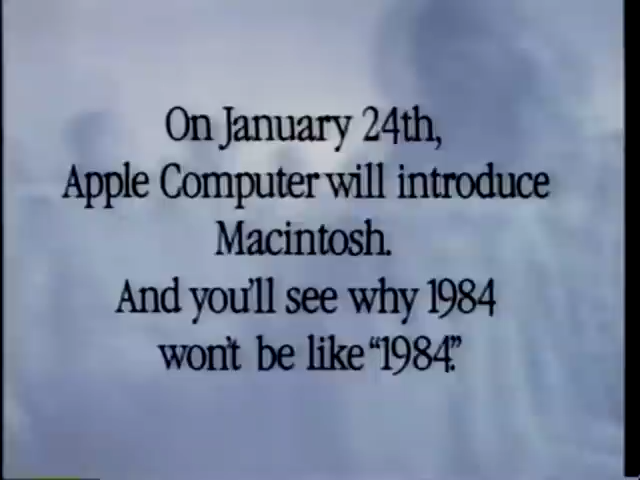 On January 24th,
Apple Computer will introduce
Macintosh.
And you'll see why 1984
won't be like "1984."